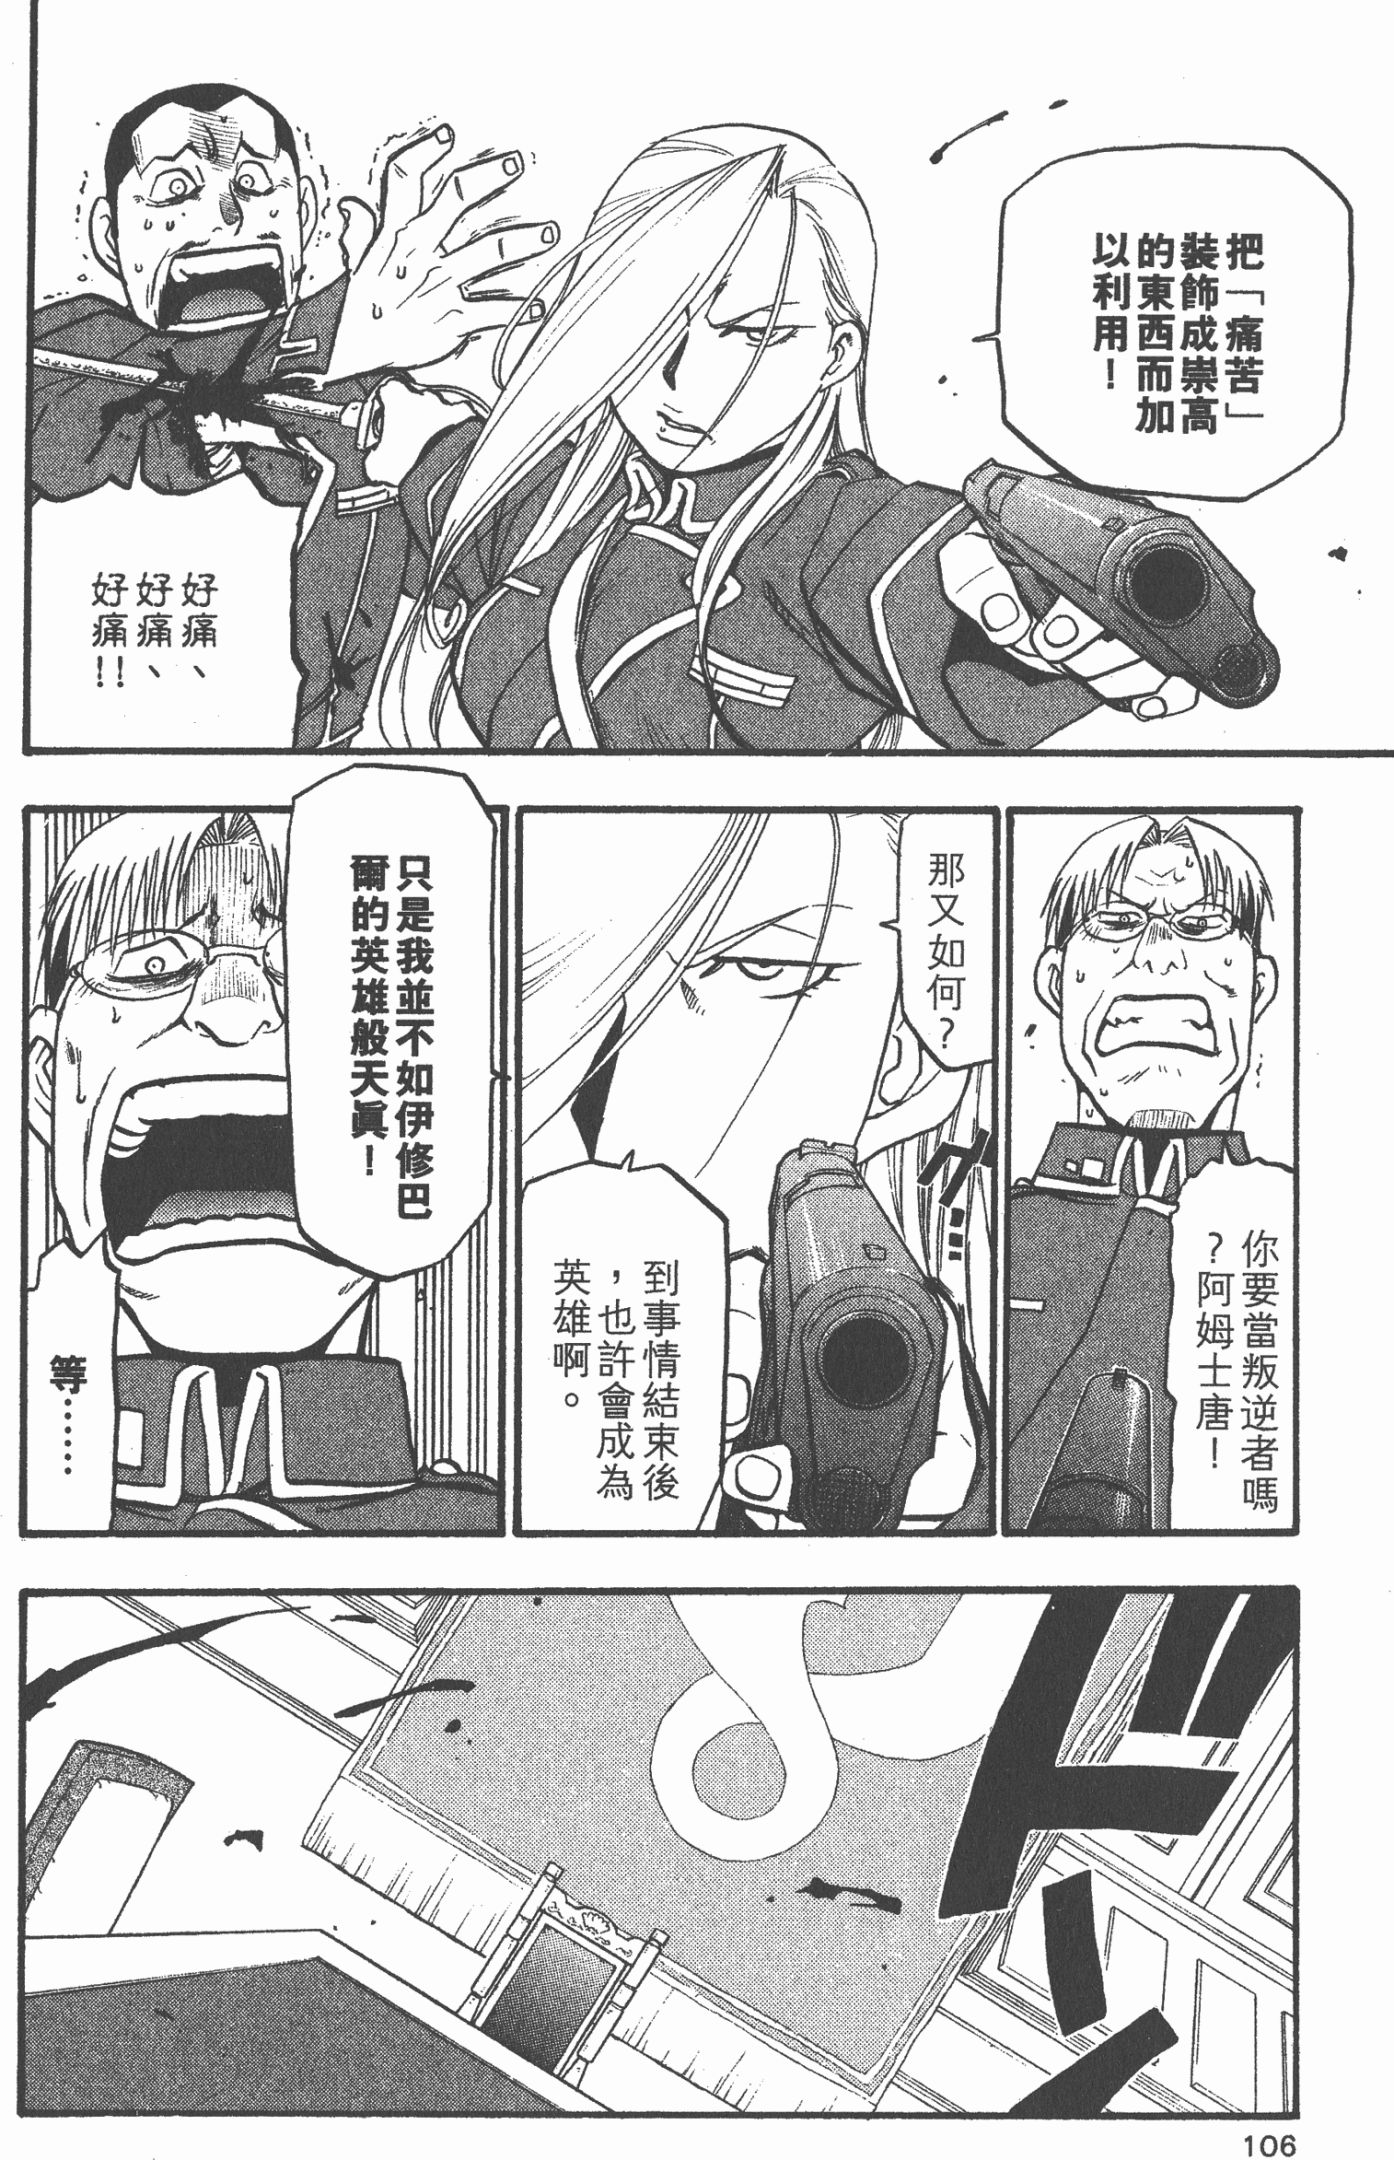 把「痛苦」
裝飾成崇高
的東西而加
以利用！
好痛、
好痛、
好痛!!
你要當叛逆者嗎
？阿姆士唐！
那又如何？
到事情結束後
，也許會成為
英雄啊。
只是我並不如伊修巴
爾的英雄般天真！
等……
ドン
106